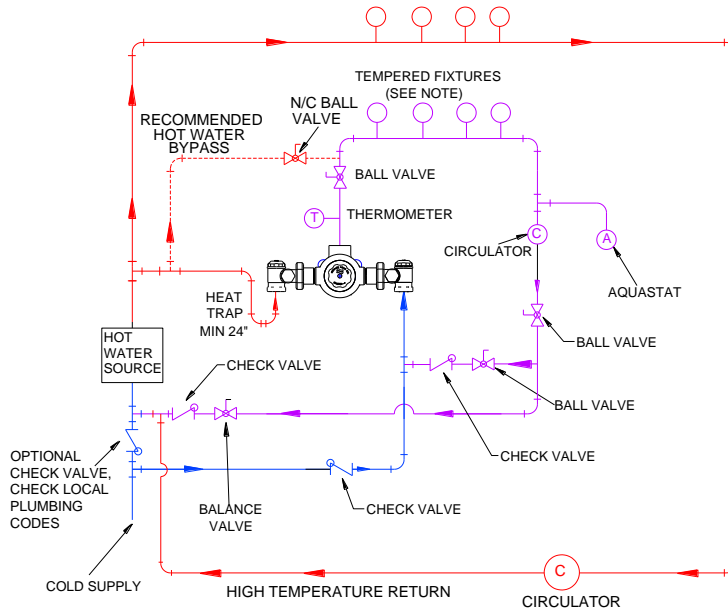 TEMPERED FIXTURES
(SEE NOTE)
N/C BALL
VALVE
RECOMMENDED
HOT WATER
BYPASS
BALL VALVE
T
THERMOMETER
C
CIRCULATOR
A
AQUASTAT
HEAT
TRAP
MIN 24"
HOT
WATER
SOURCE
BALL VALVE
CHECK VALVE
BALL VALVE
CHECK VALVE
OPTIONAL
CHECK VALVE,
CHECK LOCAL
PLUMBING
CODES
BALANCE
VALVE
CHECK VALVE
COLD SUPPLY
HIGH TEMPERATURE RETURN
C
CIRCULATOR